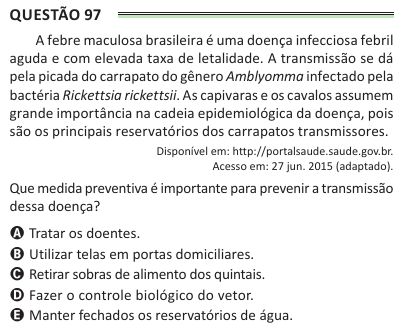 QUESTÃO 97
A febre maculosa brasileira é uma doença infecciosa febril
aguda e com elevada taxa de letalidade. A transmissão se dá
pela picada do carrapato do gênero Amblyomma infectado pela
bactéria Rickettsia rickettsii. As capivaras e os cavalos assumem
grande importância na cadeia epidemiológica da doença, pois
são os principais reservatórios dos carrapatos transmissores.
Disponível em: http://portalsaude.saude.gov.br.
Acesso em: 27 jun. 2015 (adaptado).
Que medida preventiva é importante para prevenir a transmissão
dessa doença?
A Tratar os doentes.
B Utilizar telas em portas domiciliares.
C Retirar sobras de alimento dos quintais.
D Fazer o controle biológico do vetor.
E Manter fechados os reservatórios de água.